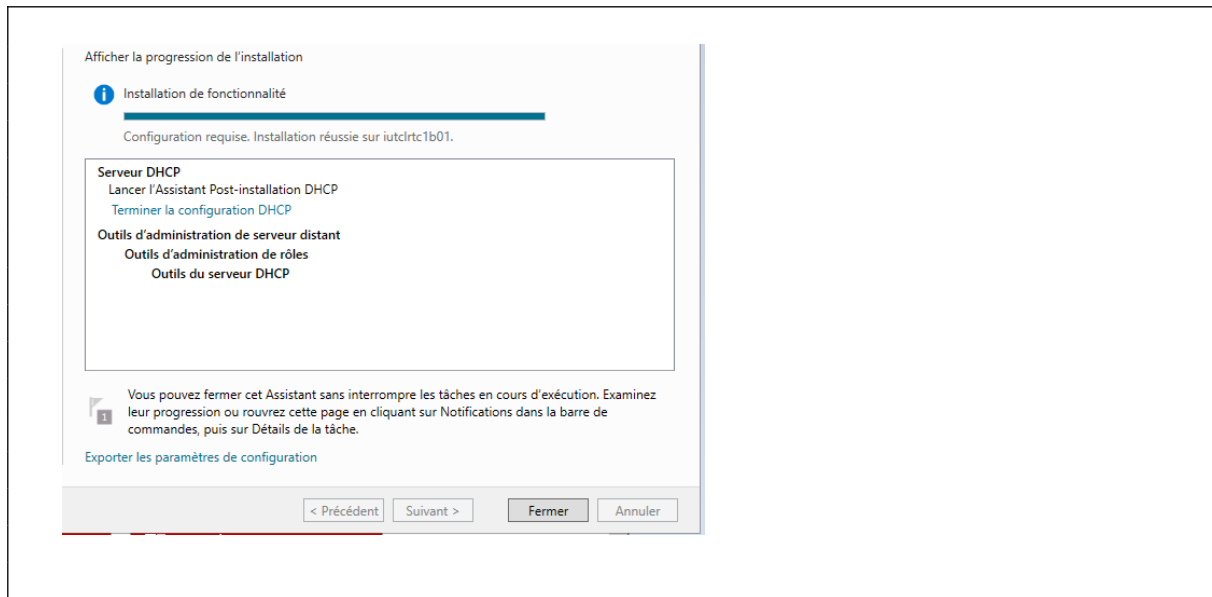 Afficher la progression de l'installation
Installation de fonctionnalité
Configuration requise. Installation réussie sur iutclrtc1b01.
Serveur DHCP
Lancer l'Assistant Post-installation DHCP
Terminer la configuration DHCP
Outils d'administration de serveur distant
Outils d'administration de rôles
Outils du serveur DHCP
Vous pouvez fermer cet Assistant sans interrompre les tâches en cours d'exécution. Examinez
1 leur progression ou rouvrez cette page en cliquant sur Notifications dans la barre de
commandes, puis sur Détails de la tâche.
Exporter les paramètres de configuration
< Précédent Suivant > Fermer Annuler